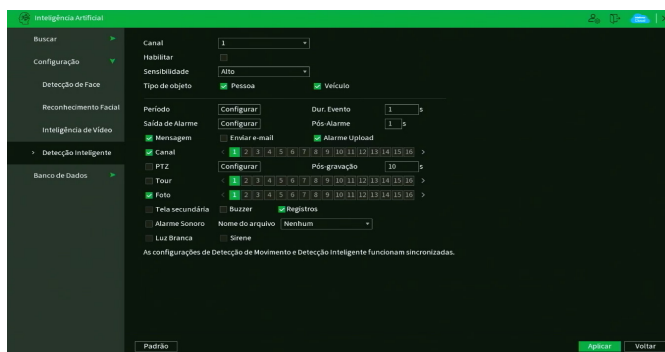 Inteligência Artificial
Buscar
Configuração
Detecção de Face
Reconhecimento Facial
Inteligência de Vídeo
> Detecção Inteligente
Banco de Dados
Canal 1
Habilitar
Sensibilidade Alto
Tipo de objeto Pessoa Veículo
Período Configurar Dur. Evento 1 s
Saída de Alarme Configurar Pós-Alarme 1 s
Mensagem Enviar e-mail Alarme Upload
Canal < 1 2 3 4 5 6 7 8 9 10 11 12 13 14 15 16 >
PTZ Configurar Pós-gravação 10 s
Tour < 1 2 3 4 5 6 7 8 9 10 11 12 13 14 15 16 >
Foto < 1 2 3 4 5 6 7 8 9 10 11 12 13 14 15 16 >
Tela secundária Buzzer Registros
Alarme Sonoro Nome do arquivo Nenhum
Luz Branca Sirene
As configurações de Detecção de Movimento e Detecção Inteligente funcionam sincronizadas.
Padrão Aplicar Voltar